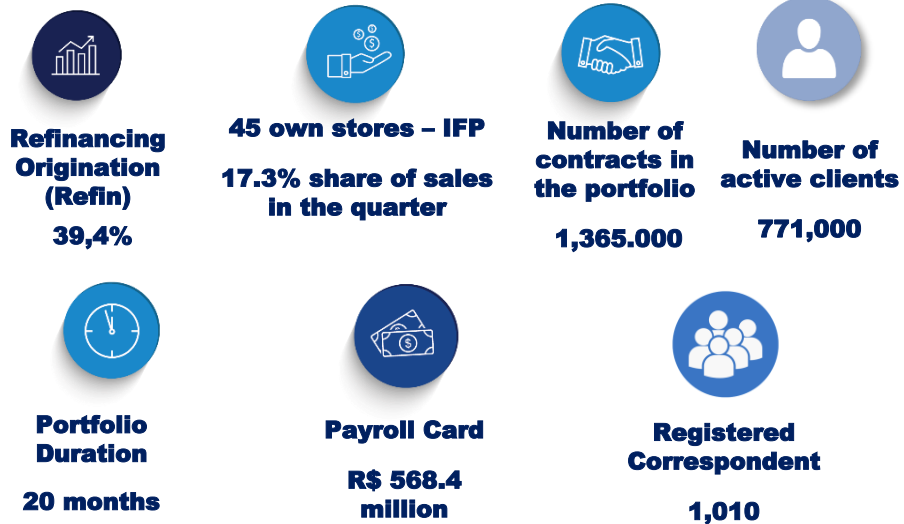 Refinancing
Origination
(Refin)
39,4%
45 own stores – IFP
17.3% share of sales
in the quarter
Number of
contracts in
the portfolio
1,365.000
Number of
active clients
771,000
Portfolio
Duration
20 months
Payroll Card
R$ 568.4
million
Registered
Correspondent
1,010